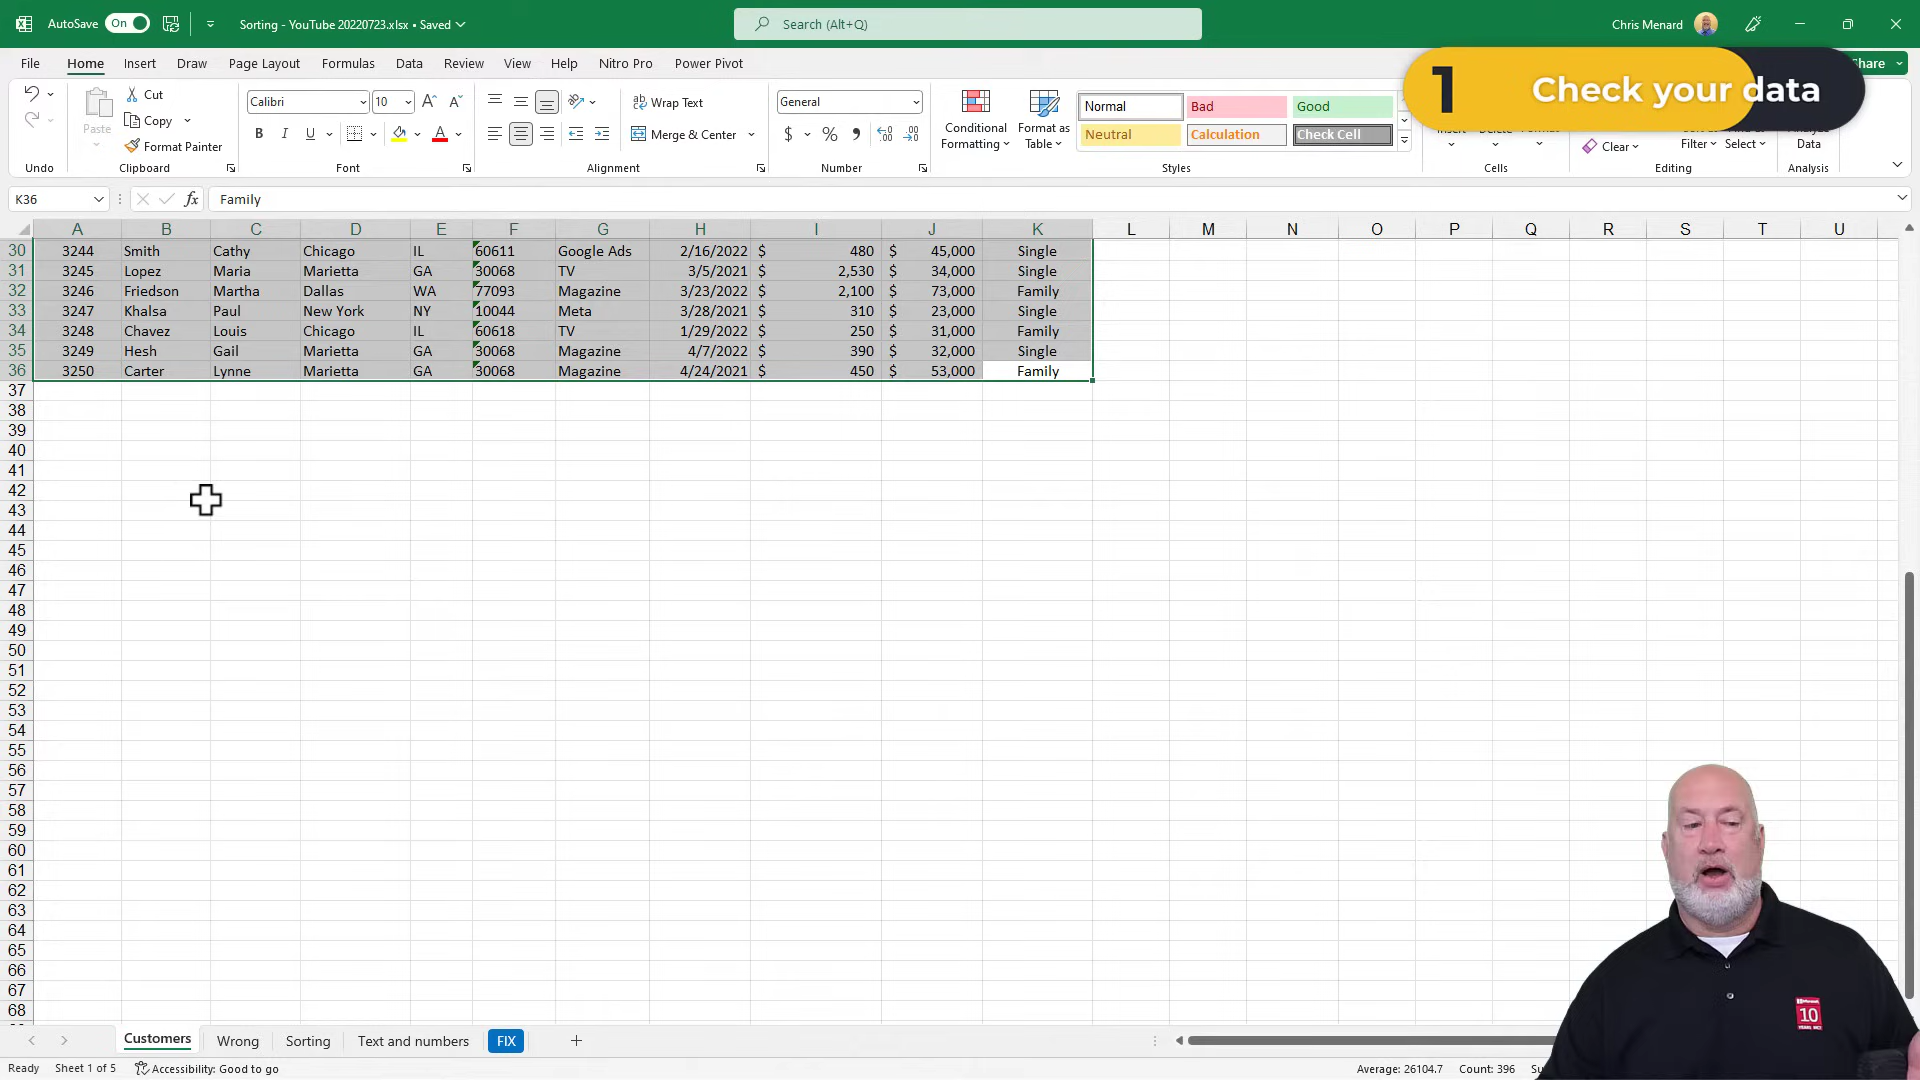 AutoSave On Sorting - YouTube 20220723.xlsx • Saved Search (Alt+Q) Chris Menard
File Home Insert Draw Page Layout Formulas Data Review View Help Nitro Pro Power Pivot Share
1 Check your data
Paste Cut Copy Format Painter
Calibri 10 B I U A
Wrap Text
Merge & Center
General $ %
Conditional Formatting Format as Table
Normal Bad Good
Neutral Calculation Check Cell
Clear Filter Select Data
Undo Clipboard Font Alignment Number Styles Cells Editing Analysis
K36 fx Family
A B C D E F G H I J K L M N O P Q R S T U
30 3244 Smith Cathy Chicago IL 60611 Google Ads 2/16/2022 $ 480 $ 45,000 Single
31 3245 Lopez Maria Marietta GA 30068 TV 3/5/2021 $ 2,530 $ 34,000 Single
32 3246 Friedson Martha Dallas WA 77093 Magazine 3/23/2022 $ 2,100 $ 73,000 Family
33 3247 Khalsa Paul New York NY 10044 Meta 3/28/2021 $ 310 $ 23,000 Single
34 3248 Chavez Louis Chicago IL 60618 TV 1/29/2022 $ 250 $ 31,000 Family
35 3249 Hesh Gail Marietta GA 30068 Magazine 4/7/2022 $ 390 $ 32,000 Single
36 3250 Carter Lynne Marietta GA 30068 Magazine 4/24/2021 $ 450 $ 53,000 Family
37
38
39
40
41
42
43
44
45
46
47
48
49
50
51
52
53
54
55
56
57
58
59
60
61
62
63
64
65
66
67
68
10
Customers Wrong Sorting Text and numbers FIX
Ready Sheet 1 of 5 Accessibility: Good to go Average: 26104.7 Count: 396